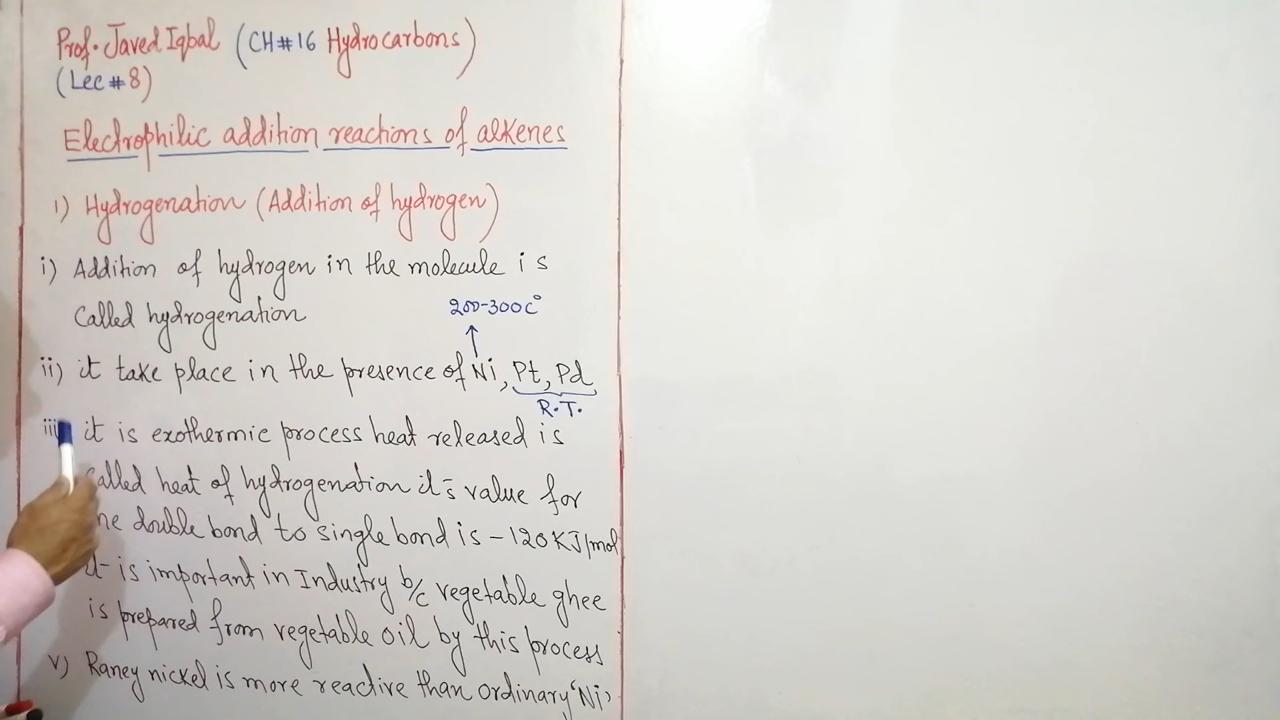 Prof. Javed Iqbal (CH#16 Hydrocarbons)
(Lec#8)
Electrophilic addition reactions of alkenes
1) Hydrogenation (Addition of hydrogen)
i) Addition of hydrogen in the molecule is
called hydrogenation
200-300C°
ii) it take place in the presence of Ni, Pt, Pd
R.T.
iii) it is exothermic process heat released is
called heat of hydrogenation it's value for
double bond to single bond is -120KJ/mol
it is important in Industry b/c vegetable ghee
is prepared from vegetable oil by this process
v) Raney nickel is more reactive than ordinary 'Ni'